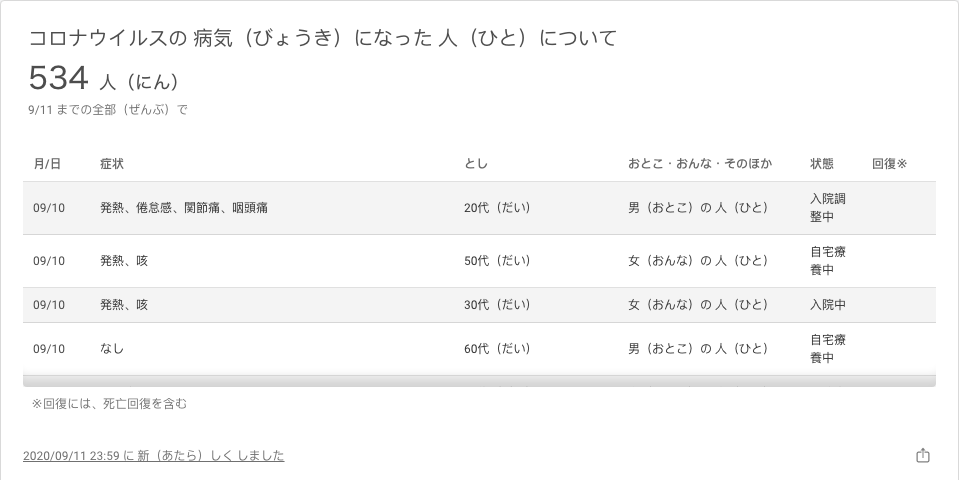 コロナウイルスの 病気（びょうき）になった 人（ひと）について
534 人（にん）
9/11 までの全部（ぜんぶ）で
月/日 症状 とし おとこ・おんな・そのほか 状態 回復※
09/10 発熱、倦怠感、関節痛、咽頭痛 20代（だい） 男（おとこ）の 人（ひと） 入院調
整中
09/10 発熱、咳 50代（だい） 女（おんな）の 人（ひと） 自宅療
養中
09/10 発熱、咳 30代（だい） 女（おんな）の 人（ひと） 入院中
09/10 なし 60代（だい） 男（おとこ）の 人（ひと） 自宅療
養中
※回復には、死亡回復を含む
2020/09/11 23:59 に 新（あたら）しく しました